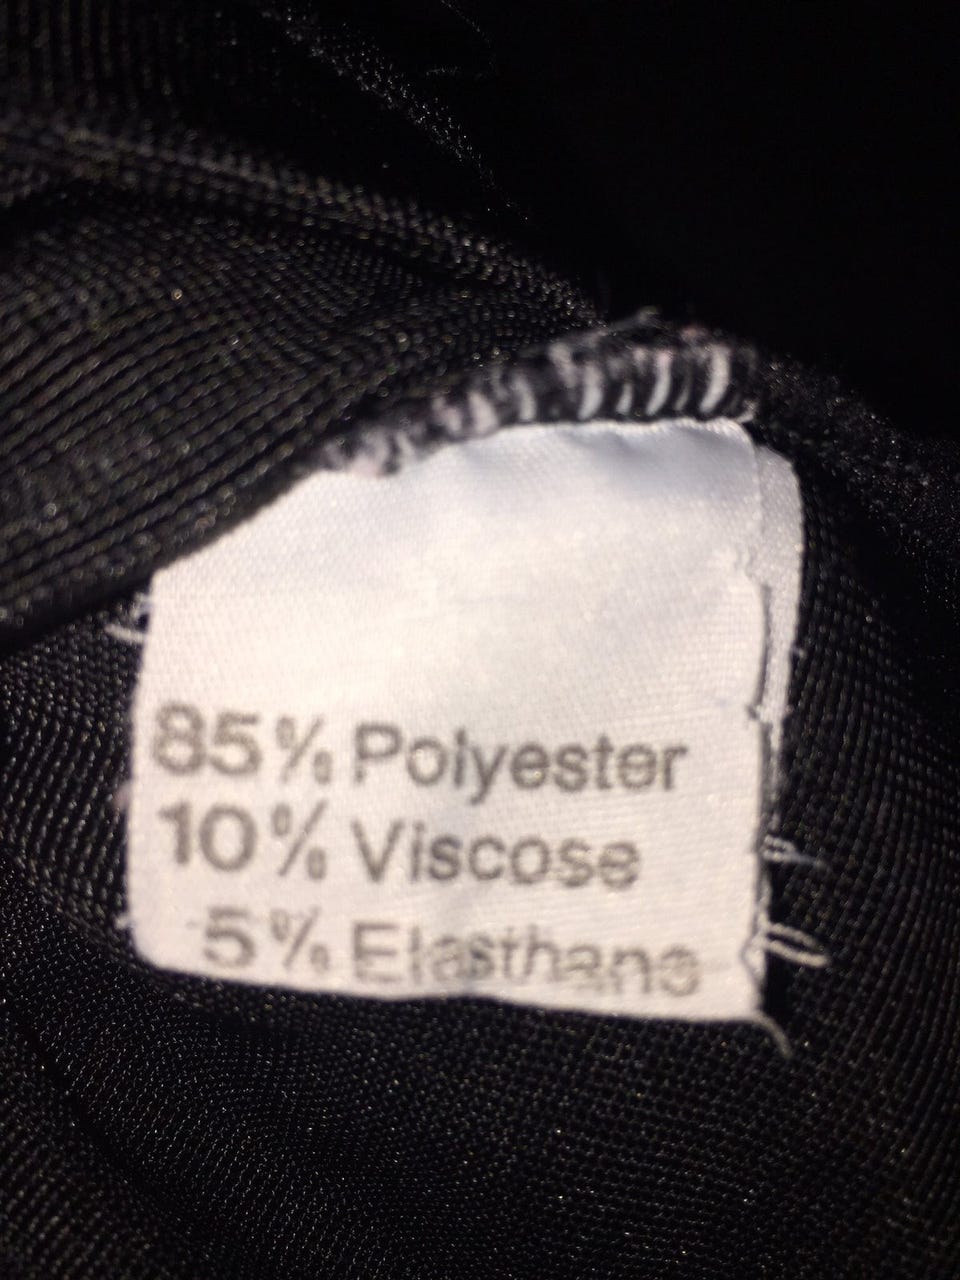 85% Polyester
10% Viscose
5% Elasthane